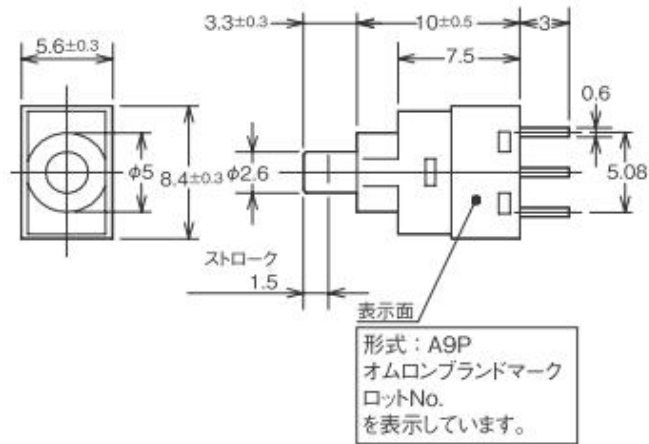 3.3±0.3
10±0.5
3
5.6±0.3
7.5
0.6
φ5
8.4±0.3
φ2.6
5.08
ストローク
1.5
表示面
形式：A9P
オムロンブランドマーク
ロットNo.
を表示しています。